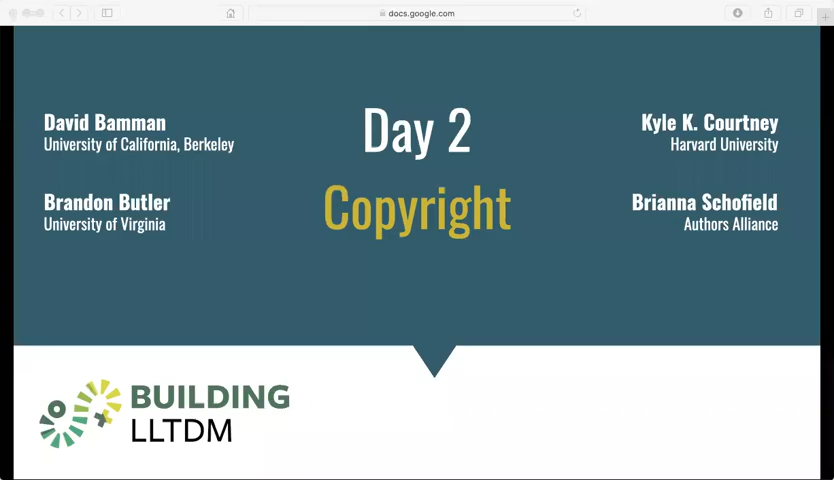 docs.google.com
David Bamman
University of California, Berkeley
Brandon Butler
University of Virginia
Day 2
Copyright
Kyle K. Courtney
Harvard University
Brianna Schofield
Authors Alliance
BUILDING
LLTDM